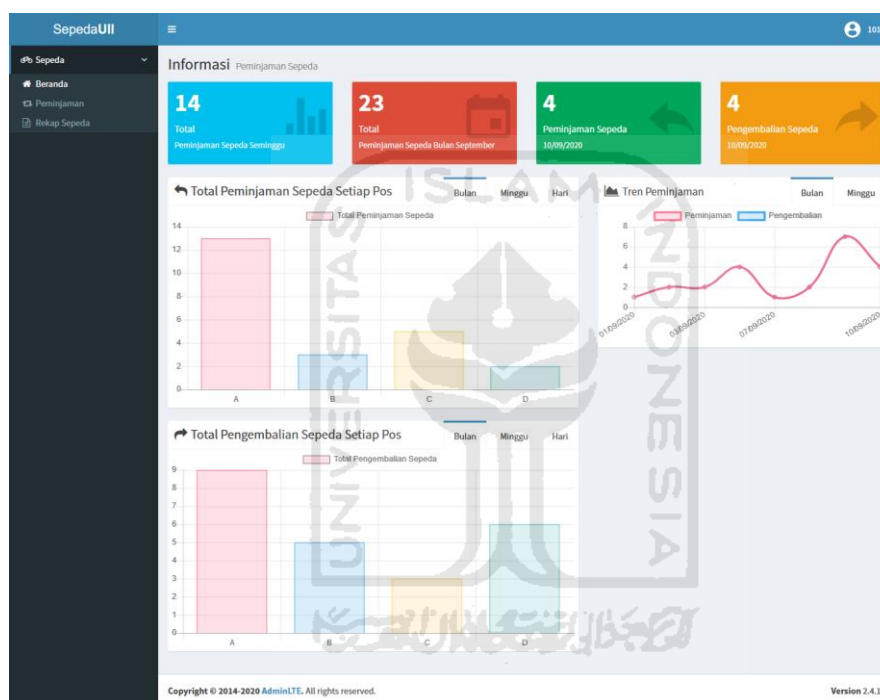 SepedaUII
101
Sepeda
Beranda
Peminjaman
Rekap Sepeda
Informasi Peminjaman Sepeda
14
Total
Peminjaman Sepeda Seminggu
23
Total
Peminjaman Sepeda Bulan September
4
Peminjaman Sepeda
10/09/2020
4
Pengembalian Sepeda
10/09/2020
Total Peminjaman Sepeda Setiap Pos
Bulan Minggu Hari
Total Peminjaman Sepeda
14
12
10
8
6
4
2
0
A B C D
Tren Peminjaman
Bulan Minggu
Peminjaman Pengembalian
8
6
4
2
0
01/09/2020 03/09/2020 07/09/2020 10/09/2020
Total Pengembalian Sepeda Setiap Pos
Bulan Minggu Hari
Total Pengembalian Sepeda
9
8
7
6
5
4
3
2
1
0
A B C D
UNIVERSITAS
ISLAM
INDONESIA
Copyright © 2014-2020 AdminLTE. All rights reserved.
Version 2.4.1